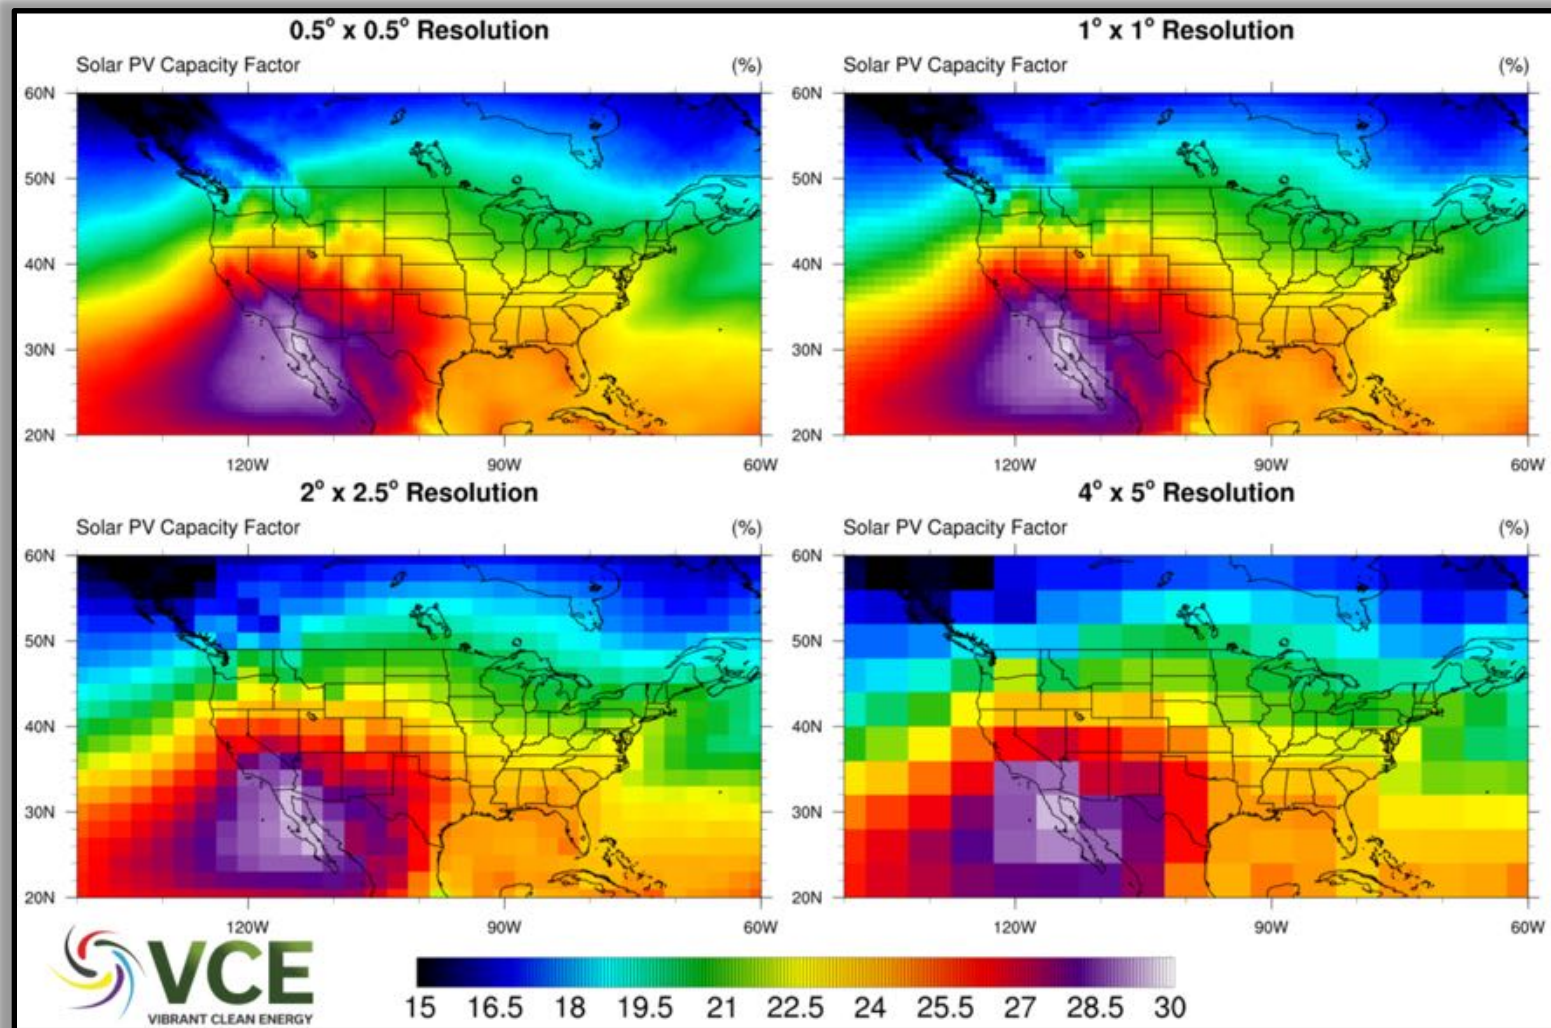 0.5° x 0.5° Resolution
Solar PV Capacity Factor (%)
60N
50N
40N
30N
20N
120W 90W 60W
1° x 1° Resolution
Solar PV Capacity Factor (%)
60N
50N
40N
30N
20N
120W 90W 60W
2° x 2.5° Resolution
Solar PV Capacity Factor (%)
60N
50N
40N
30N
20N
120W 90W 60W
4° x 5° Resolution
Solar PV Capacity Factor (%)
60N
50N
40N
30N
20N
120W 90W 60W
VCE
VIBRANT CLEAN ENERGY
15 16.5 18 19.5 21 22.5 24 25.5 27 28.5 30